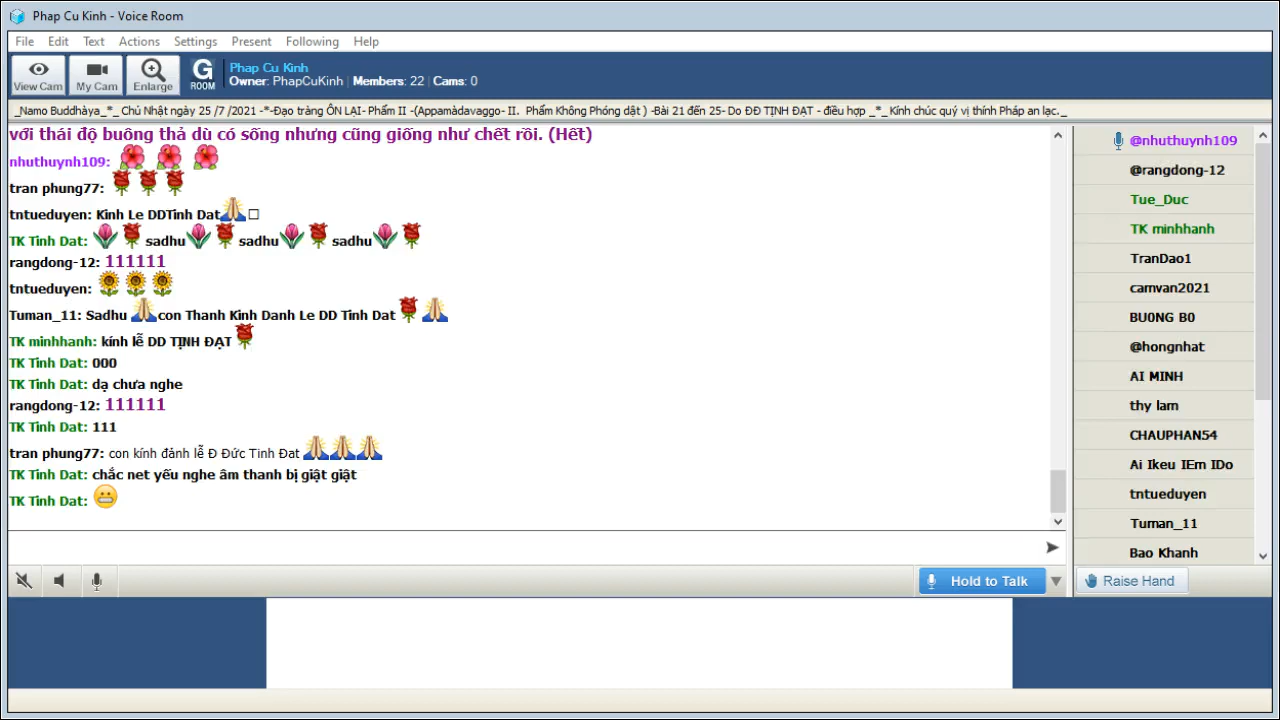 Phap Cu Kinh - Voice Room
File Edit Text Actions Settings Present Following Help
View Cam My Cam Enlarge G ROOM
Phap Cu Kinh
Owner: PhapCuKinh | Members: 22 | Cams: 0
_Namo Buddhàya_*_ Chủ Nhật ngày 25 /7 /2021 -*-Đạo tràng ÔN LẠI- Phẩm II -(Appamàdavaggo- II. Phẩm Không Phóng dật ) -Bài 21 đến 25- Do ĐĐ TỊNH ĐẠT - điều hợp _*_Kính chúc quý vị thính Pháp an lạc._
với thái độ buông thả dù có sống nhưng cũng giống như chết rồi. (Hết)
nhuthuynh109:
tran phung77:
tntueduyen: Kinh Le DDTinh Dat
TK Tinh Dat: sadhu sadhu sadhu
rangdong-12: 111111
tntueduyen:
Tuman_11: Sadhu con Thanh Kinh Danh Le DD Tinh Dat
TK minhhanh: kính lễ DD TỊNH ĐẠT
TK Tinh Dat: 000
TK Tinh Dat: dạ chưa nghe
rangdong-12: 111111
TK Tinh Dat: 111
tran phung77: con kính đảnh lễ Đ Đức Tinh Đat
TK Tinh Dat: chắc net yếu nghe âm thanh bị giật giật
TK Tinh Dat:
Hold to Talk
@nhuthuynh109
@rangdong-12
Tue_Duc
TK minhhanh
TranDao1
camvan2021
BU0NG B0
@hongnhat
AI MINH
thy lam
CHAUPHAN54
Ai Ikeu IEm IDo
tntueduyen
Tuman_11
Bao Khanh
Raise Hand